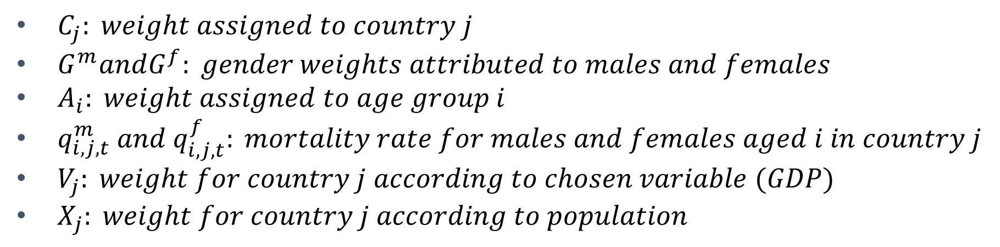 • C_j: weight assigned to country j
• G^m andG^f: gender weights attributed to males and females
• A_i: weight assigned to age group i
• q^m_{i,j,t} and q^f_{i,j,t}: mortality rate for males and females aged i in country j
• V_j: weight for country j according to chosen variable (GDP)
• X_j: weight for country j according to population